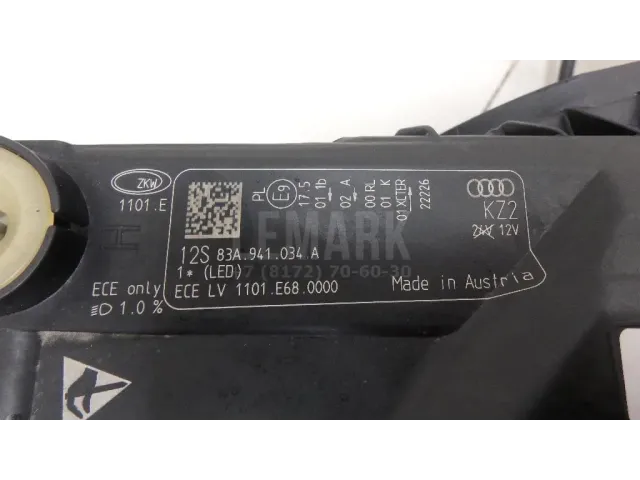 ZKW
1101.E
PL
E9
17.5
01 1b
02 A
00 RL
01 K
01XLTER
22226
KZ2
24V 12V
12S 83A.941.034 A
1* (LED)
ECE LV 1101.E68.0000
Made in Austria
ECE only
1.0 %
LEMARK
+7 (8172) 70-60-30